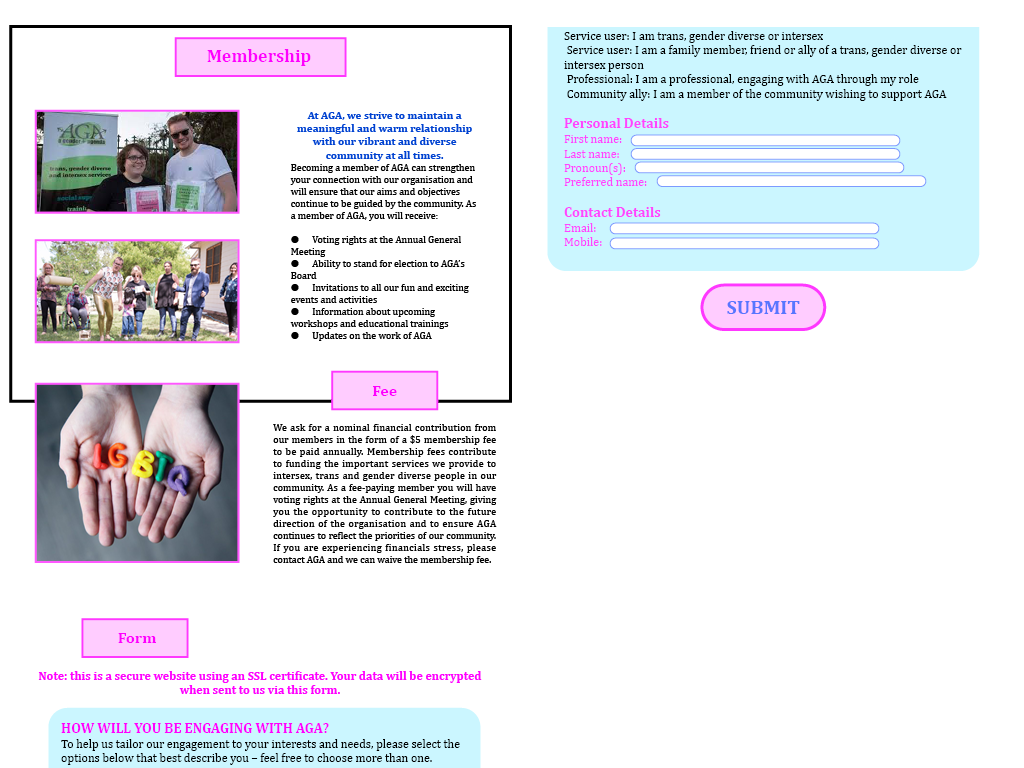 Membership
AGA
a gender agenda
trans, gender diverse
and intersex services
At AGA, we strive to maintain a
meaningful and warm relationship
with our vibrant and diverse
community at all times.
Becoming a member of AGA can strengthen
your connection with our organisation and
will ensure that our aims and objectives
continue to be guided by the community. As
a member of AGA, you will receive:
● Voting rights at the Annual General
Meeting
● Ability to stand for election to AGA's
Board
● Invitations to all our fun and exciting
events and activities
● Information about upcoming
workshops and educational trainings
● Updates on the work of AGA
LGBTQ
Fee
We ask for a nominal financial contribution from
our members in the form of a $5 membership fee
to be paid annually. Membership fees contribute
to funding the important services we provide to
intersex, trans and gender diverse people in our
community. As a fee-paying member you will have
voting rights at the Annual General Meeting, giving
you the opportunity to contribute to the future
direction of the organisation and to ensure AGA
continues to reflect the priorities of our community.
If you are experiencing financials stress, please
contact AGA and we can waive the membership fee.
Form
Note: this is a secure website using an SSL certificate. Your data will be encrypted
when sent to us via this form.
HOW WILL YOU BE ENGAGING WITH AGA?
To help us tailor our engagement to your interests and needs, please select the
options below that best describe you – feel free to choose more than one.
Service user: I am trans, gender diverse or intersex
Service user: I am a family member, friend or ally of a trans, gender diverse or
intersex person
Professional: I am a professional, engaging with AGA through my role
Community ally: I am a member of the community wishing to support AGA
Personal Details
First name:
Last name:
Pronoun(s):
Preferred name:
Contact Details
Email:
Mobile:
SUBMIT